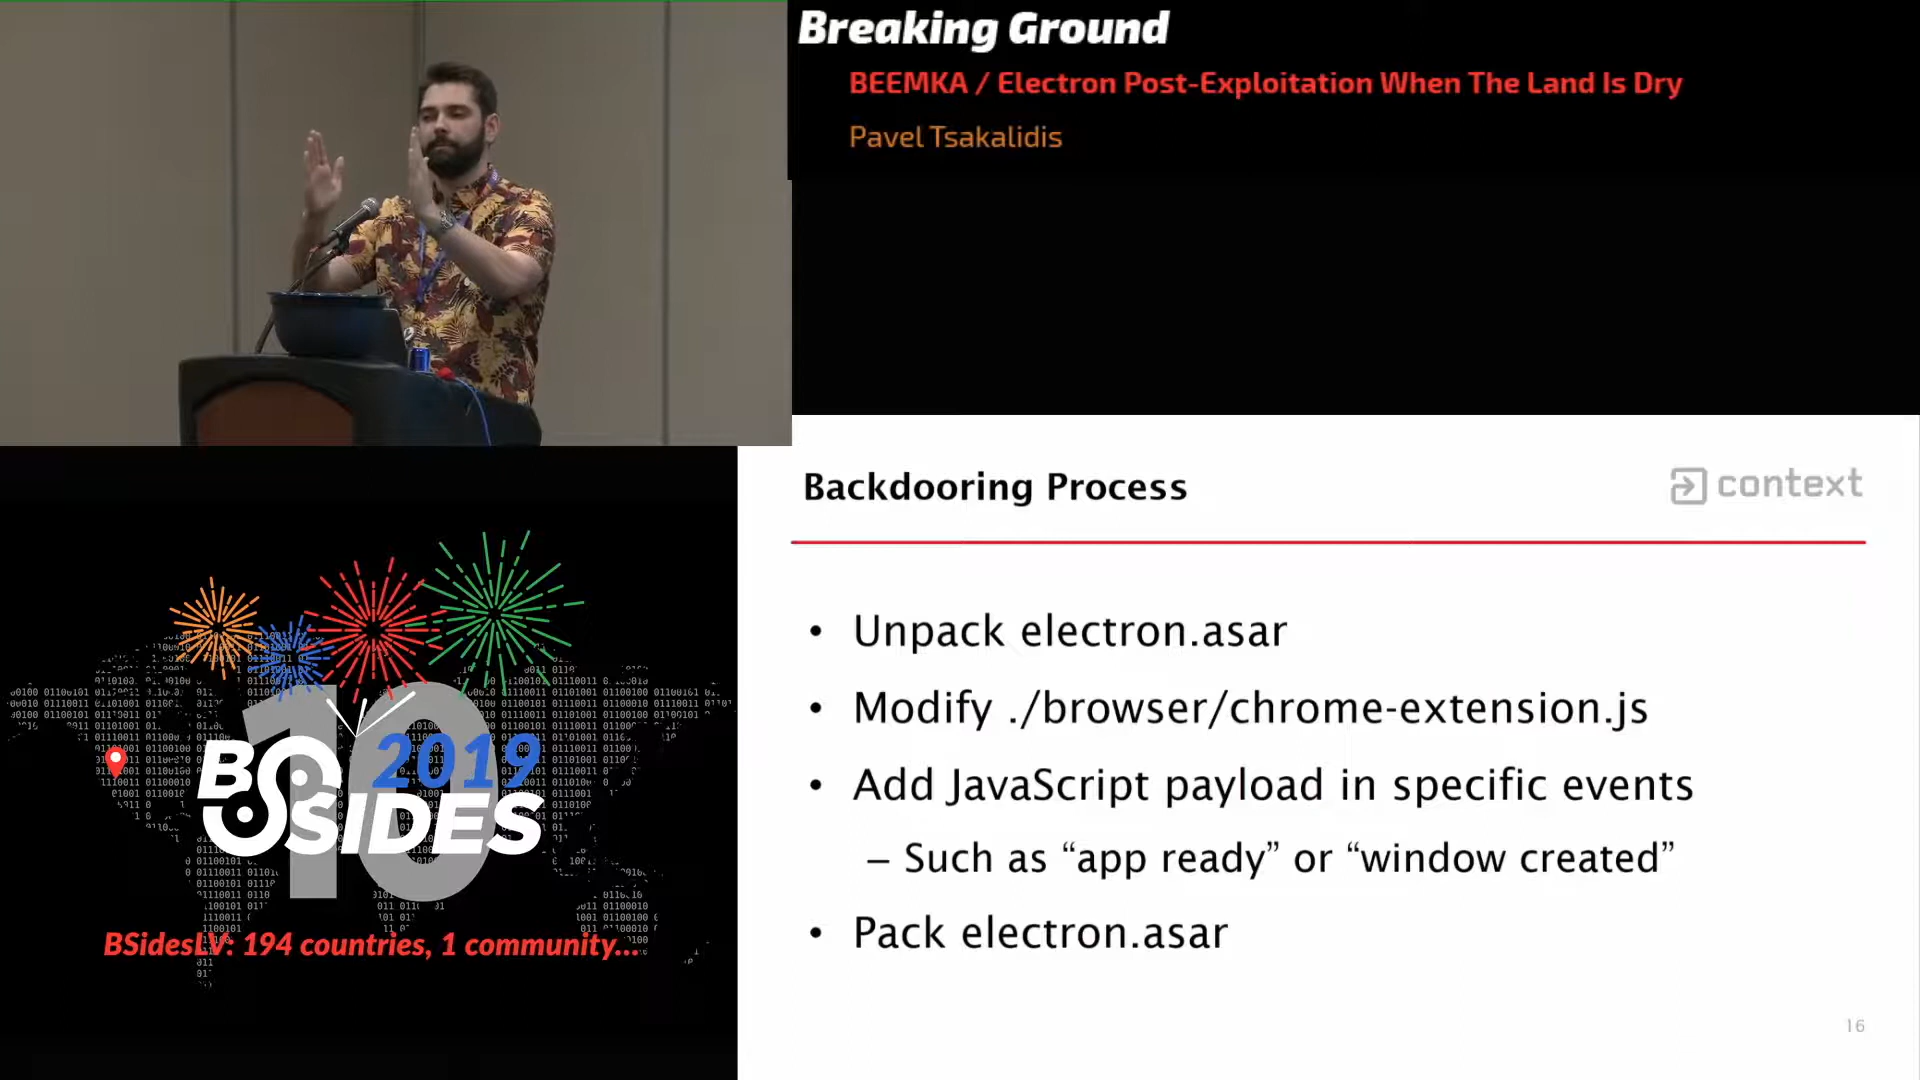 Breaking Ground
BEEMKA / Electron Post-Exploitation When The Land Is Dry
Pavel Tsakalidis
Backdooring Process
context
• Unpack electron.asar
• Modify ./browser/chrome-extension.js
• Add JavaScript payload in specific events
– Such as “app ready” or “window created”
• Pack electron.asar
16
10
2019
BSIDES
BSidesLV: 194 countries, 1 community...